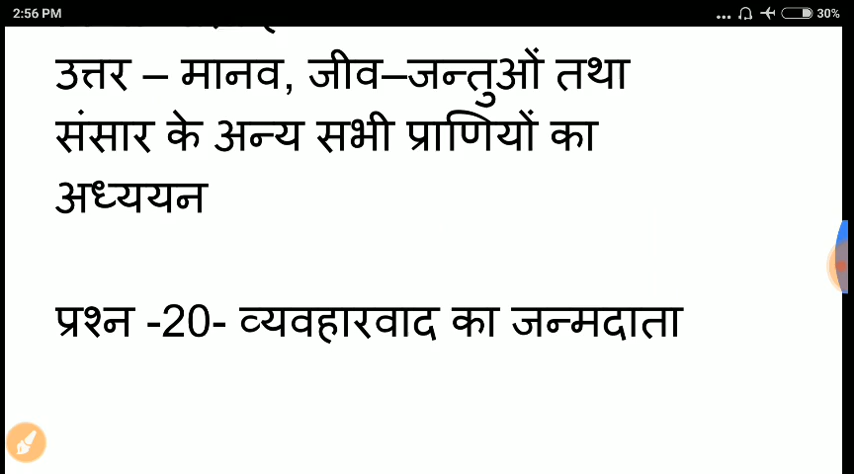 2:56 PM
30%
उत्तर – मानव, जीव–जन्तुओं तथा
संसार के अन्य सभी प्राणियों का
अध्ययन
प्रश्न -20- व्यवहारवाद का जन्मदाता